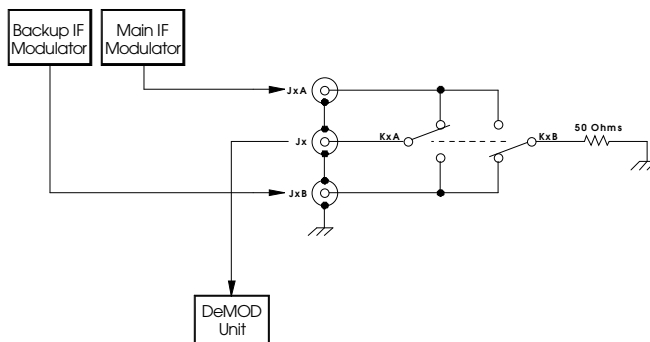 Backup IF
Modulator
Main IF
Modulator
JxA
Jx
KxA
KxB
50 Ohms
JxB
DeMOD
Unit